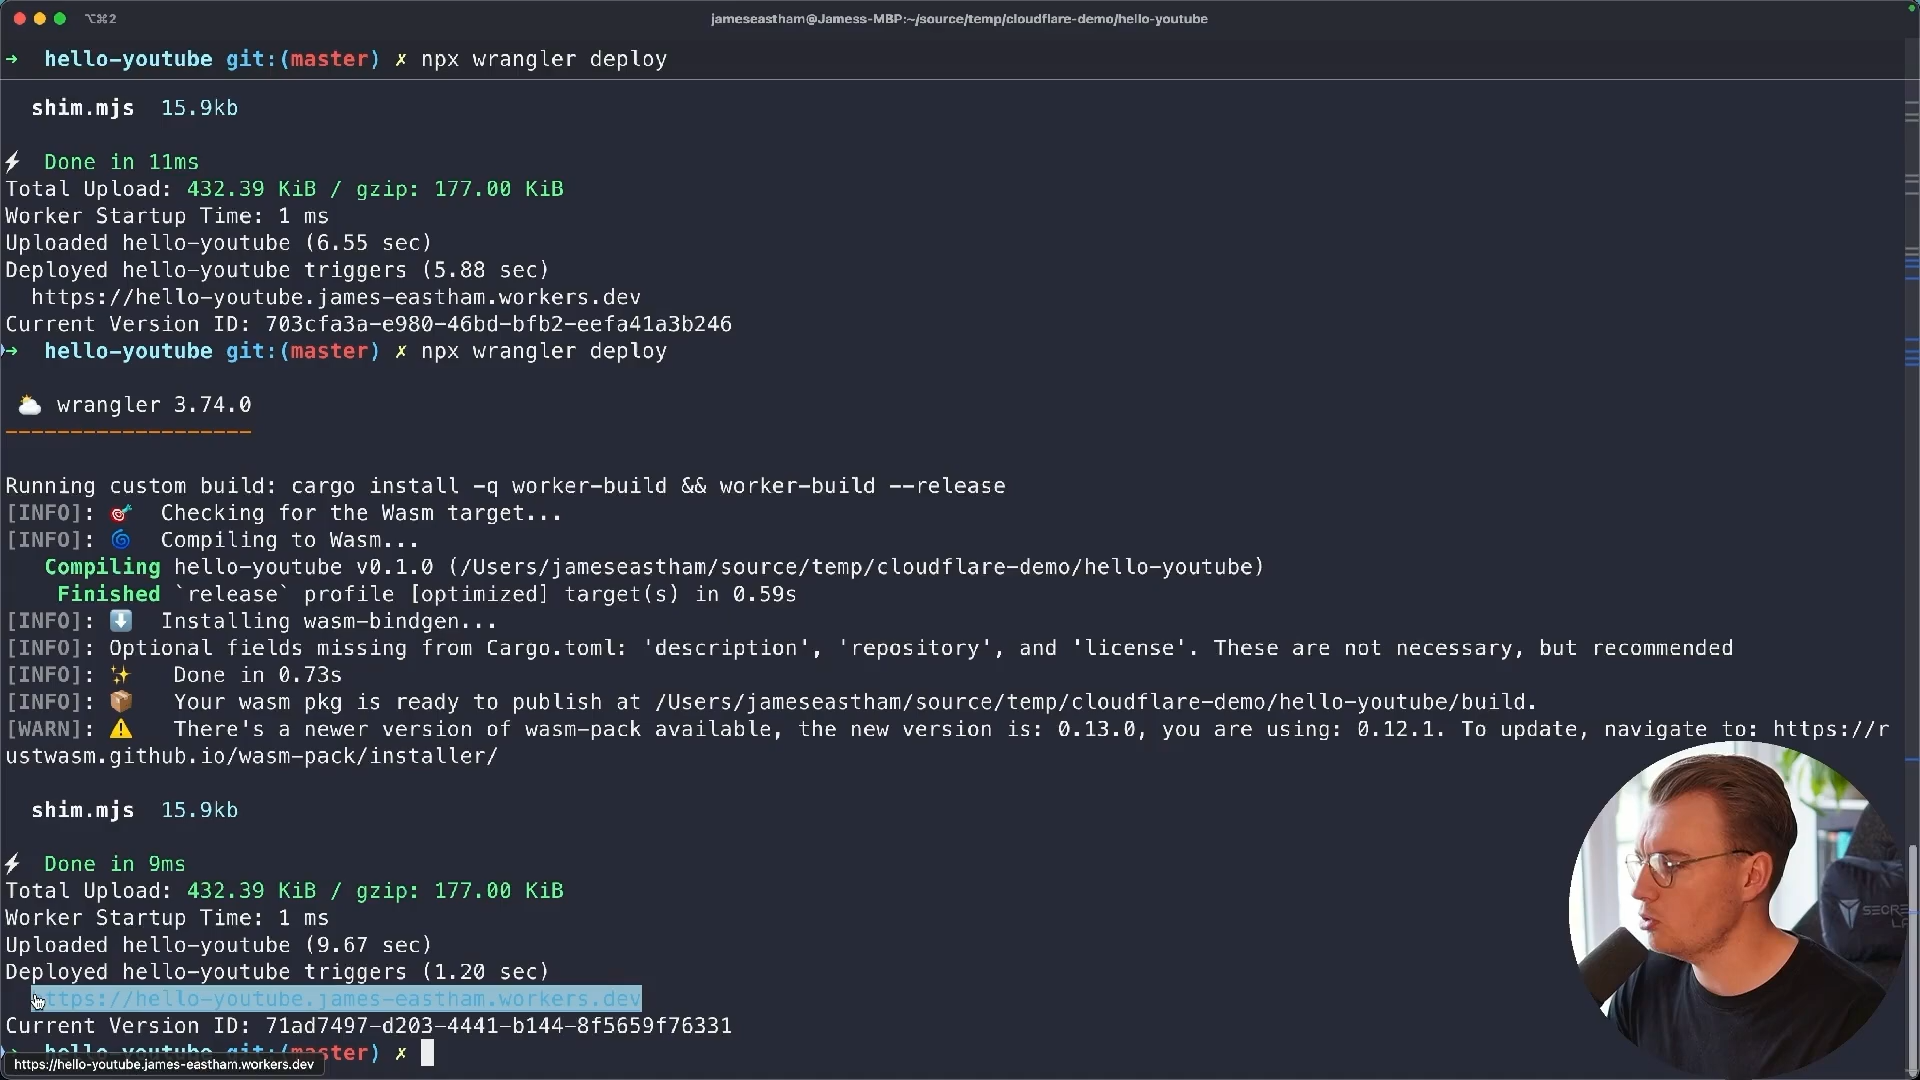 ⌥⌘2
jameseastham@Jamess-MBP:~/source/temp/cloudflare-demo/hello-youtube
→ hello-youtube git:(master) ✗ npx wrangler deploy
shim.mjs 15.9kb
⚡ Done in 11ms
Total Upload: 432.39 KiB / gzip: 177.00 KiB
Worker Startup Time: 1 ms
Uploaded hello-youtube (6.55 sec)
Deployed hello-youtube triggers (5.88 sec)
https://hello-youtube.james-eastham.workers.dev
Current Version ID: 703cfa3a-e980-46bd-bfb2-eefa41a3b246
→ hello-youtube git:(master) ✗ npx wrangler deploy
⛅ wrangler 3.74.0
-------------------
Running custom build: cargo install -q worker-build && worker-build --release
[INFO]: 🎯 Checking for the Wasm target...
[INFO]: 🌀 Compiling to Wasm...
Compiling hello-youtube v0.1.0 (/Users/jameseastham/source/temp/cloudflare-demo/hello-youtube)
Finished `release` profile [optimized] target(s) in 0.59s
[INFO]: ⬇️ Installing wasm-bindgen...
[INFO]: Optional fields missing from Cargo.toml: 'description', 'repository', and 'license'. These are not necessary, but recommended
[INFO]: ✨ Done in 0.73s
[INFO]: 📦 Your wasm pkg is ready to publish at /Users/jameseastham/source/temp/cloudflare-demo/hello-youtube/build.
[WARN]: ⚠️ There's a newer version of wasm-pack available, the new version is: 0.13.0, you are using: 0.12.1. To update, navigate to: https://r
ustwasm.github.io/wasm-pack/installer/
shim.mjs 15.9kb
⚡ Done in 9ms
Total Upload: 432.39 KiB / gzip: 177.00 KiB
Worker Startup Time: 1 ms
Uploaded hello-youtube (9.67 sec)
Deployed hello-youtube triggers (1.20 sec)
https://hello-youtube.james-eastham.workers.dev
Current Version ID: 71ad7497-d203-4441-b144-8f5659f76331
→ hello-youtube git:(master) ✗
https://hello-youtube.james-eastham.workers.dev